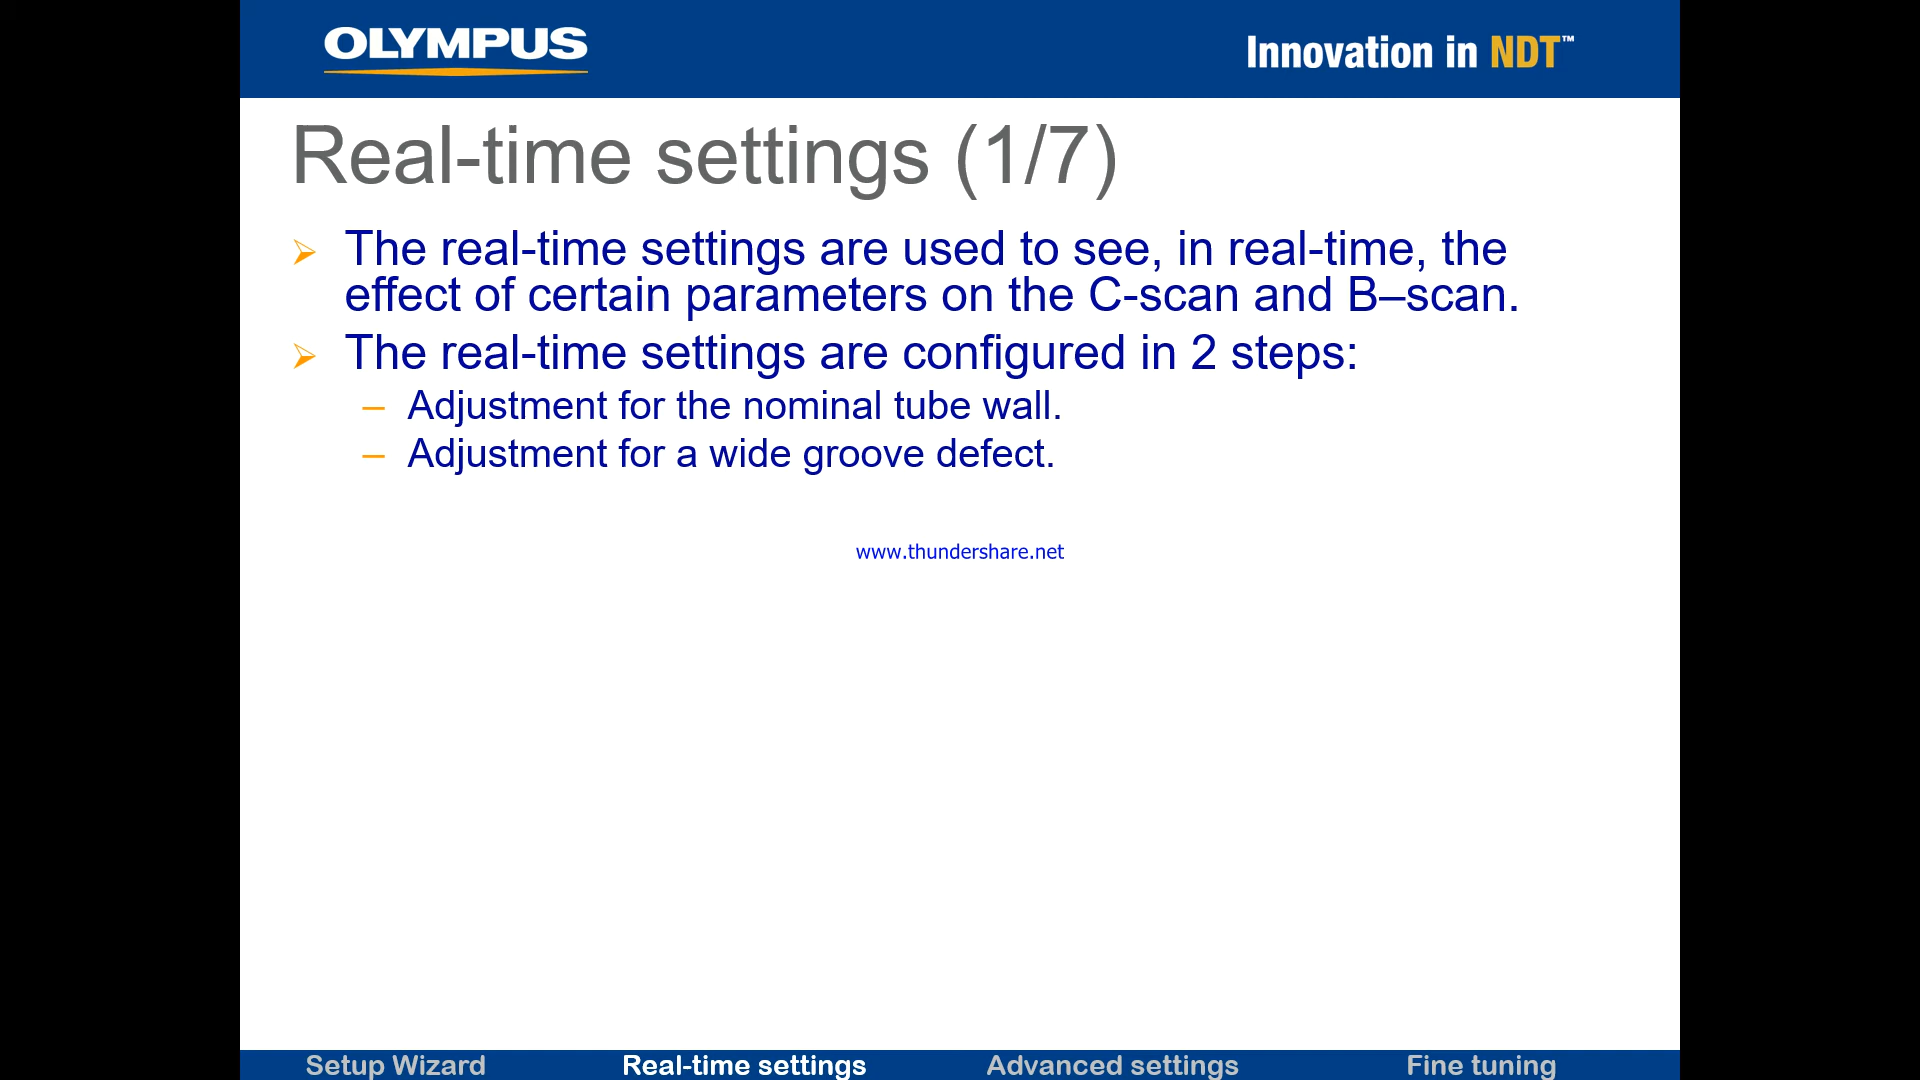 OLYMPUS
Innovation in NDT™
Real-time settings (1/7)
➢ The real-time settings are used to see, in real-time, the
effect of certain parameters on the C-scan and B–scan.
➢ The real-time settings are configured in 2 steps:
– Adjustment for the nominal tube wall.
– Adjustment for a wide groove defect.
www.thundershare.net
Setup Wizard Real-time settings Advanced settings Fine tuning